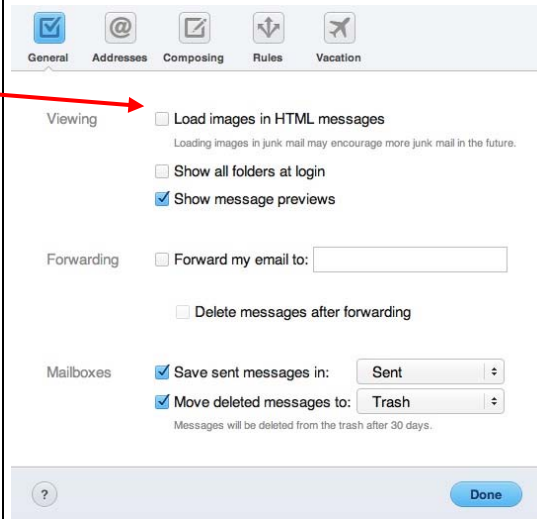 General Addresses Composing Rules Vacation
Viewing Load images in HTML messages
Loading images in junk mail may encourage more junk mail in the future.
Show all folders at login
Show message previews
Forwarding Forward my email to:
Delete messages after forwarding
Mailboxes Save sent messages in: Sent
Move deleted messages to: Trash
Messages will be deleted from the trash after 30 days.
? Done